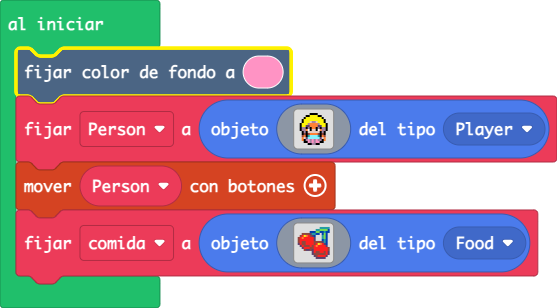 al iniciar
fijar color de fondo a
fijar Person a objeto del tipo Player
mover Person con botones
fijar comida a objeto del tipo Food